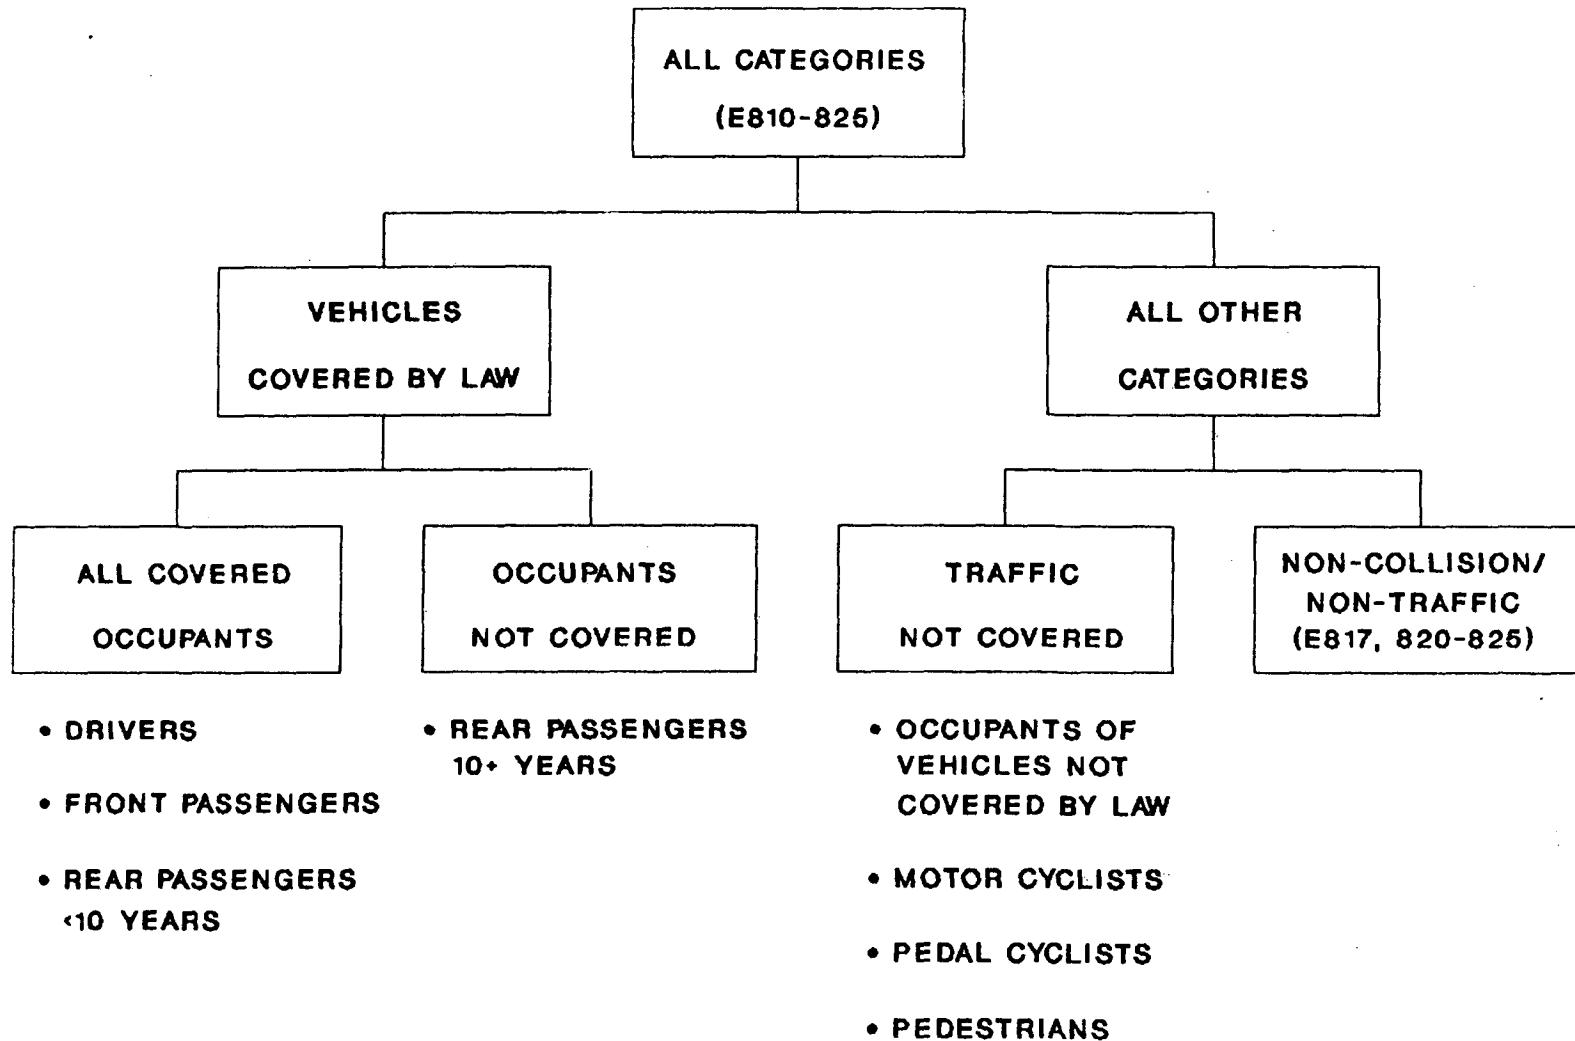 ALL CATEGORIES
(E810-825)
VEHICLES
COVERED BY LAW
ALL OTHER
CATEGORIES
ALL COVERED
OCCUPANTS
OCCUPANTS
NOT COVERED
TRAFFIC
NOT COVERED
NON-COLLISION/
NON-TRAFFIC
(E817, 820-825)
• DRIVERS
• FRONT PASSENGERS
• REAR PASSENGERS
<10 YEARS
• REAR PASSENGERS
10+ YEARS
• OCCUPANTS OF
VEHICLES NOT
COVERED BY LAW
• MOTOR CYCLISTS
• PEDAL CYCLISTS
• PEDESTRIANS